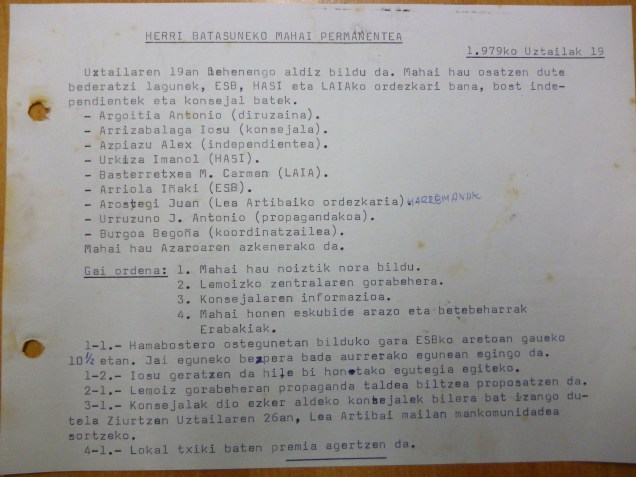 HERRI BATASUNEKO MAHAI PERMANENTEA
1.979ko Uztailak 19
Uxtailaren 19an lehenengo aldiz bildu da. Mahai hau osatzen dute
bederatzi lagunek, ESB, HASI eta LAIAko ordezkari bana, bost inde-
pendientek eta konsejal batek.
- Argoitia Antonio (diruzaina).
- Arrizabalaga Iosu (konsejala).
- Azpiazu Alex (independientea).
- Urkiza Imanol (HASI).
- Basterretxea M. Carman (LAIA).
- Arriola Iñaki (ESB).
- Arostegi Juan (Lea Artibaiko ordezkaria).
- Urruzuno J. Antonio (propagandakoa).
- Burgoa Begoña (koordinatzailea).
Mahai hau Azaroaren azkenerako da.
Gai ordena: 1. Mahai hau noiztik nora bildu.
2. Lemoizko zentralaren gorabehera.
3. Konsejalaren informazioa.
4. Mahai honen eskubide arazo eta betebeharrak
Erabakiak.
1-1.- Hamabostero ostegunetan bilduko gara ESBko aretoan gaueko
10 1/2 etan. Jai eguneko bezpera bada aurrerako egunean egingo da.
1-2.- Iosu geratzen da hile bi honetako egutegia egiteko.
2-1.- Lemoiz gorabeheran propaganda taldea biltzea proposatzen da.
3-1.- Konsejalak dio ezker aldeko konsejalek bilera bat izango du-
tela Ziurtzen Uztailaren 26an, Lea Artibai mailan mankomunidadea
sortzeko.
4-1.- Lokal txiki baten premia agertzen da.